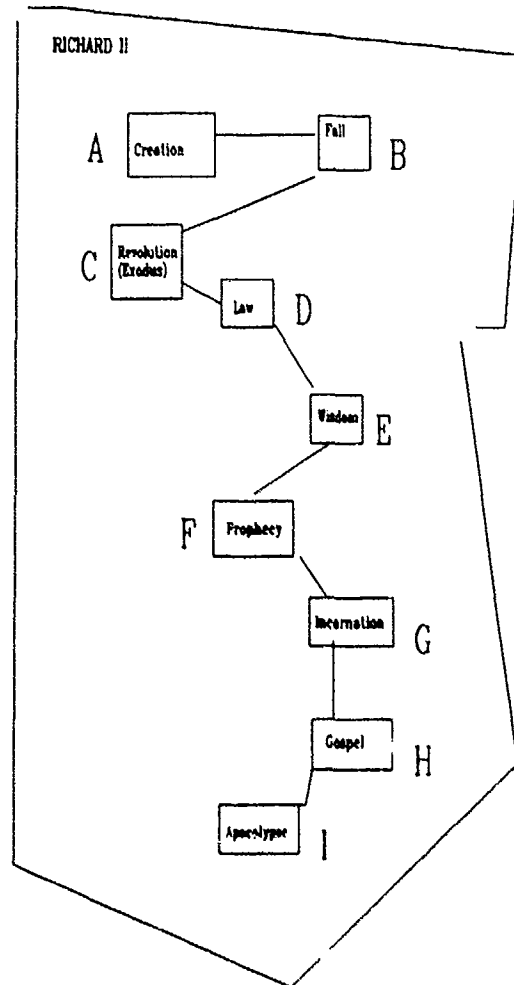 RICHARD II
A
Creation
Fall
B
C
Revolution
(Exodus)
Law
D
Wisdom
E
F
Prophecy
Incarnation
G
Gospel
H
Apocalypse
I